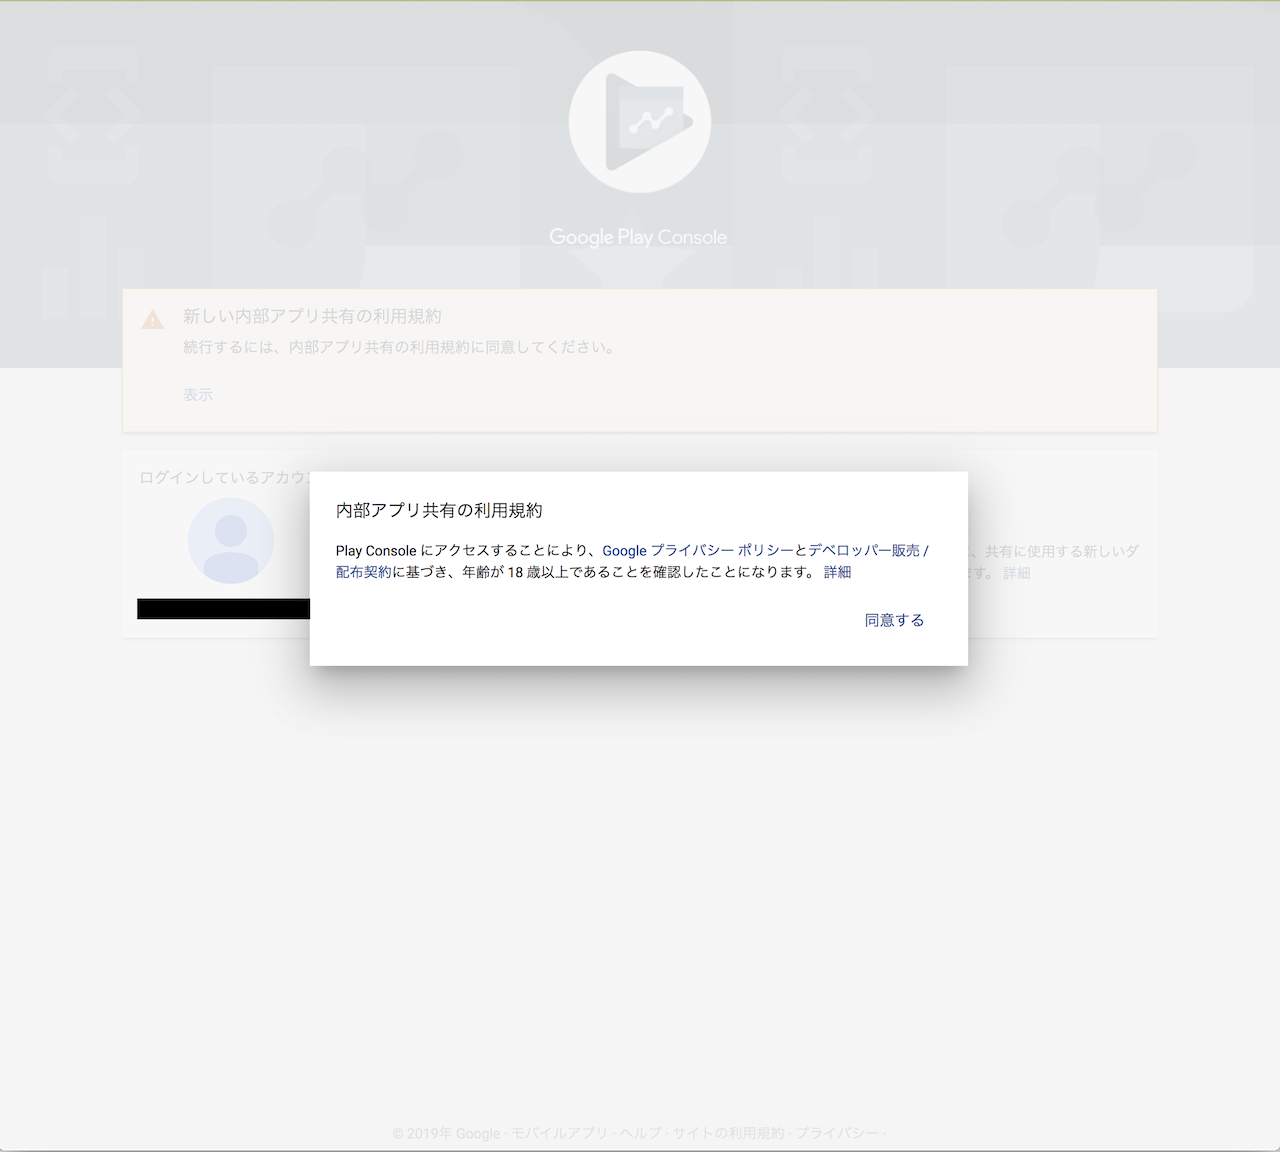 Google Play Console
新しい内部アプリ共有の利用規約
続行するには、内部アプリ共有の利用規約に同意してください。
表示
ログインしているアカウ
内部アプリ共有の利用規約
Play Console にアクセスすることにより、Google プライバシー ポリシーとデベロッパー販売 /
配布契約に基づき、年齢が 18 歳以上であることを確認したことになります。 詳細
同意する
、共有に使用する新しいダ
ます。 詳細
© 2019年 Google · モバイルアプリ · ヘルプ · サイトの利用規約 · プライバシー ·